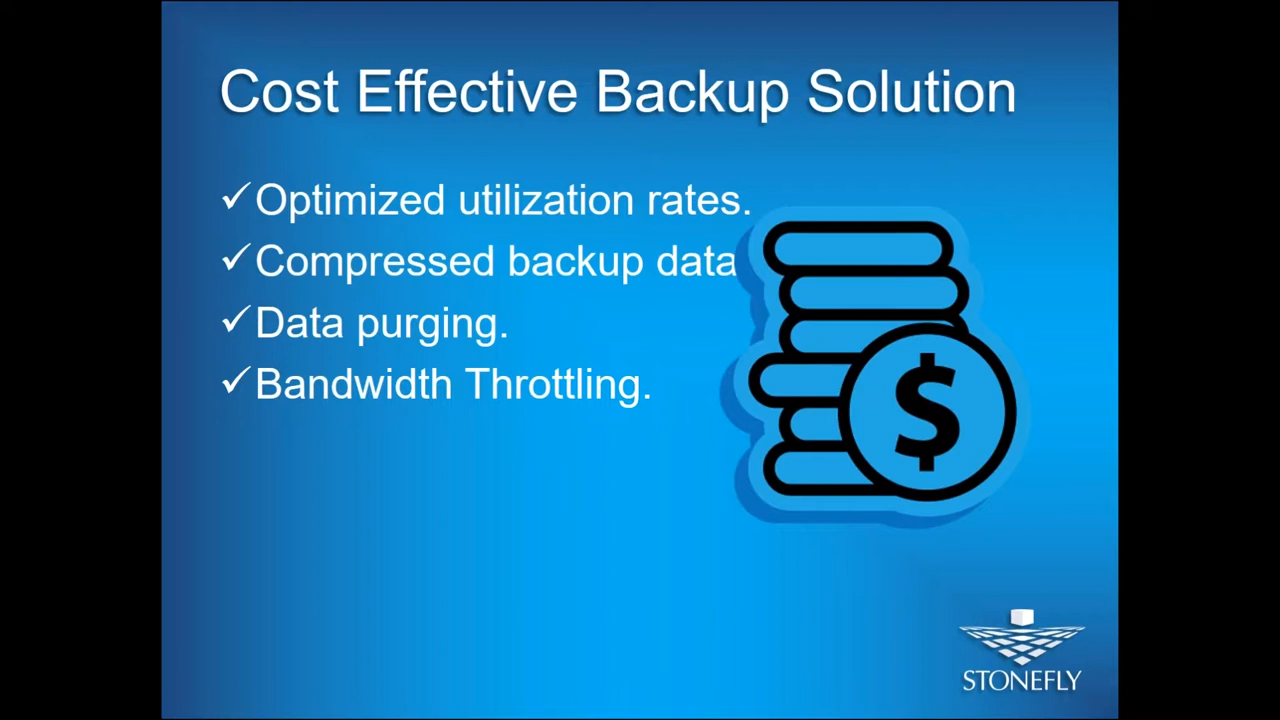 Cost Effective Backup Solution
✓Optimized utilization rates.
✓Compressed backup data
✓Data purging.
✓Bandwidth Throttling.
$
STONEFLY